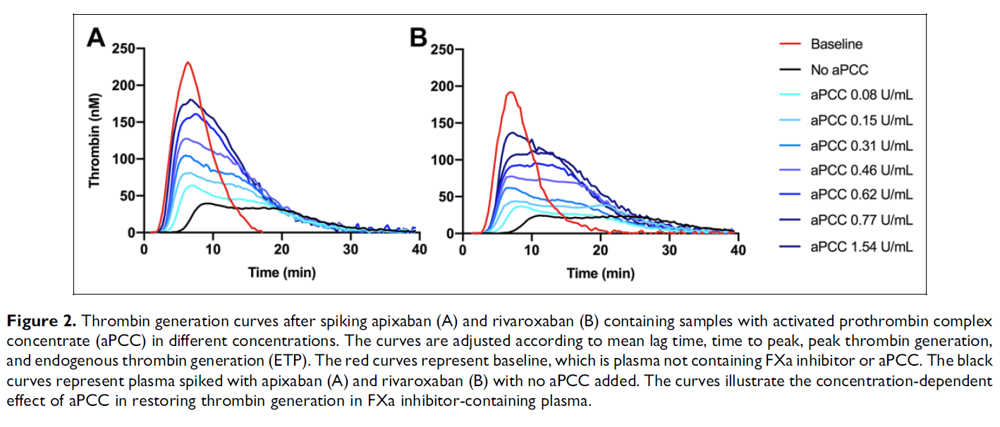 A
250
200
150
100
50
0
Thrombin (nM)
0 10 20 30 40
Time (min)
B
250
200
150
100
50
0
0 10 20 30 40
Time (min)
Baseline
No aPCC
aPCC 0.08 U/mL
aPCC 0.15 U/mL
aPCC 0.31 U/mL
aPCC 0.46 U/mL
aPCC 0.62 U/mL
aPCC 0.77 U/mL
aPCC 1.54 U/mL
Figure 2. Thrombin generation curves after spiking apixaban (A) and rivaroxaban (B) containing samples with activated prothrombin complex
concentrate (aPCC) in different concentrations. The curves are adjusted according to mean lag time, time to peak, peak thrombin generation,
and endogenous thrombin generation (ETP). The red curves represent baseline, which is plasma not containing FXa inhibitor or aPCC. The black
curves represent plasma spiked with apixaban (A) and rivaroxaban (B) with no aPCC added. The curves illustrate the concentration-dependent
effect of aPCC in restoring thrombin generation in FXa inhibitor-containing plasma.